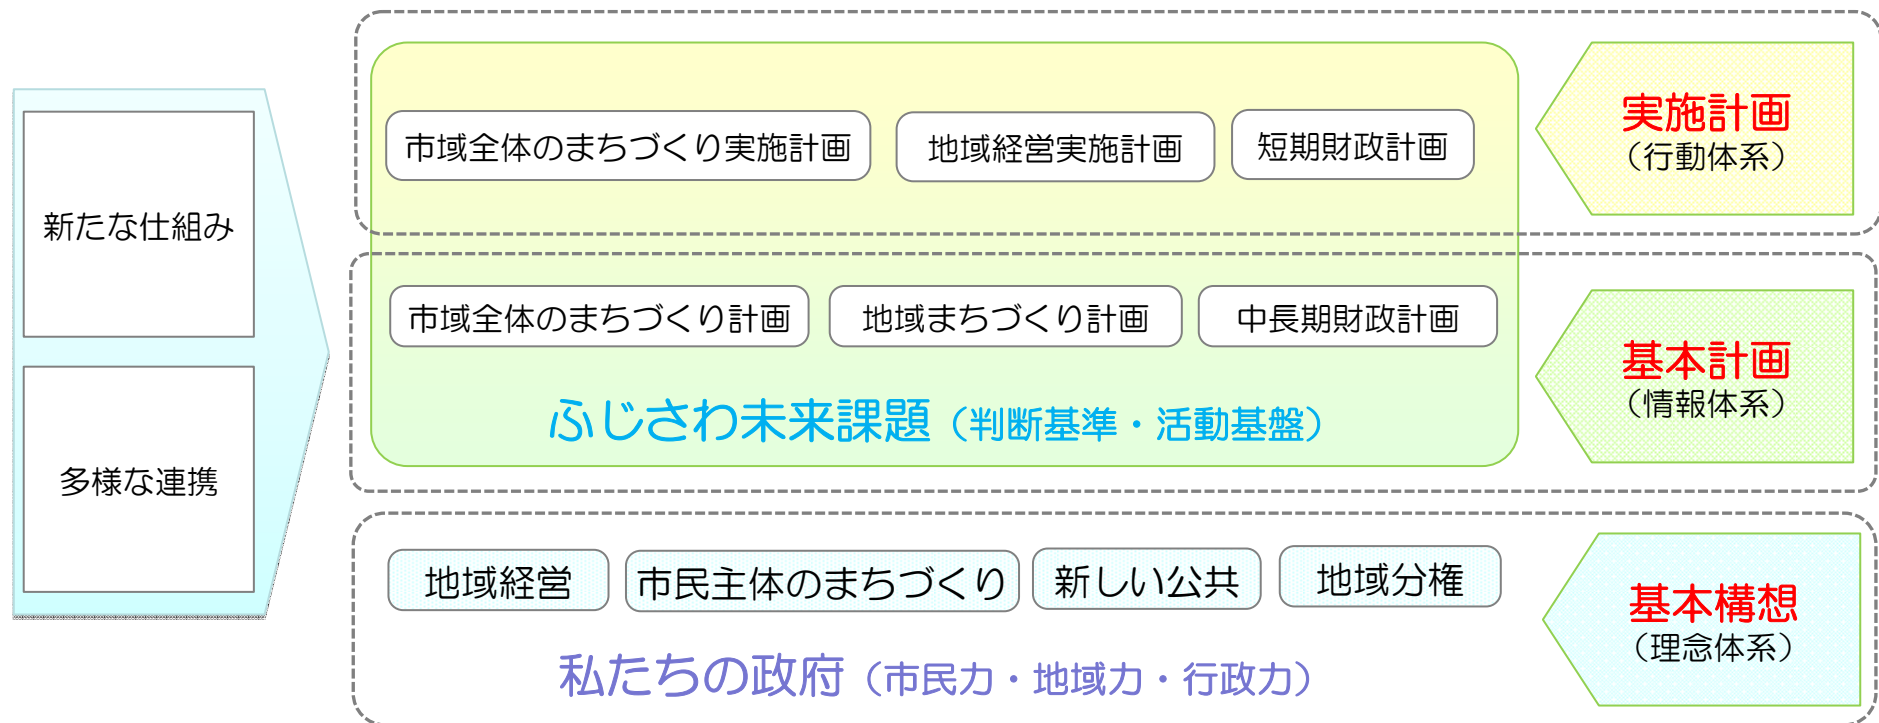 新たな仕組み
多様な連携
市域全体のまちづくり実施計画
地域経営実施計画
短期財政計画
実施計画
（行動体系）
市域全体のまちづくり計画
地域まちづくり計画
中長期財政計画
ふじさわ未来課題（判断基準・活動基盤）
基本計画
（情報体系）
地域経営
市民主体のまちづくり
新しい公共
地域分権
私たちの政府（市民力・地域力・行政力）
基本構想
（理念体系）